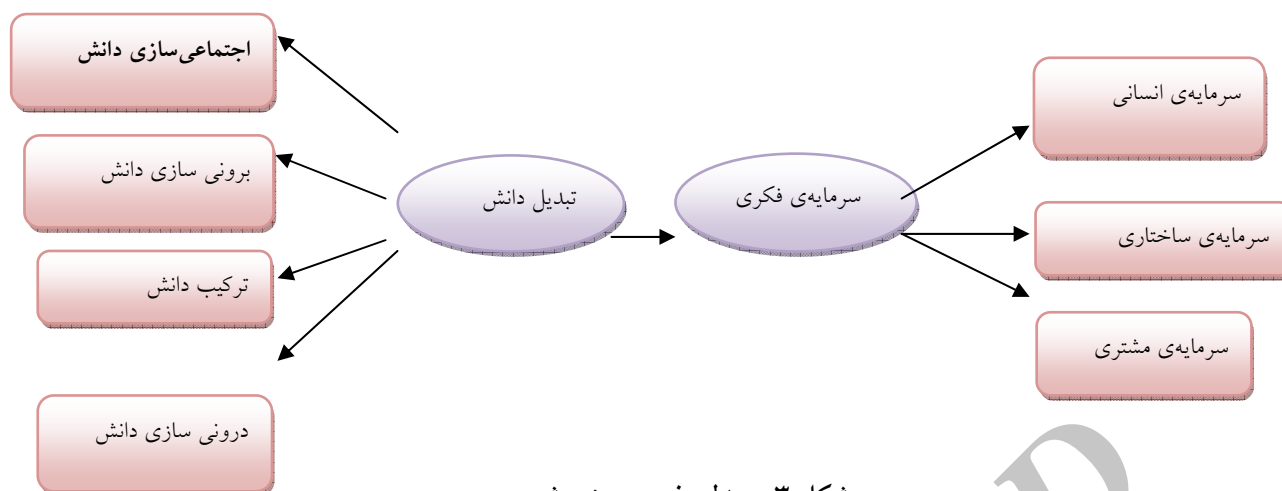 اجتماعی‌سازی دانش
برونی سازی دانش
ترکیب دانش
درونی سازی دانش
تبدیل دانش
سرمایه‌ی فکری
سرمایه‌ی انسانی
سرمایه‌ی ساختاری
سرمایه‌ی مشتری